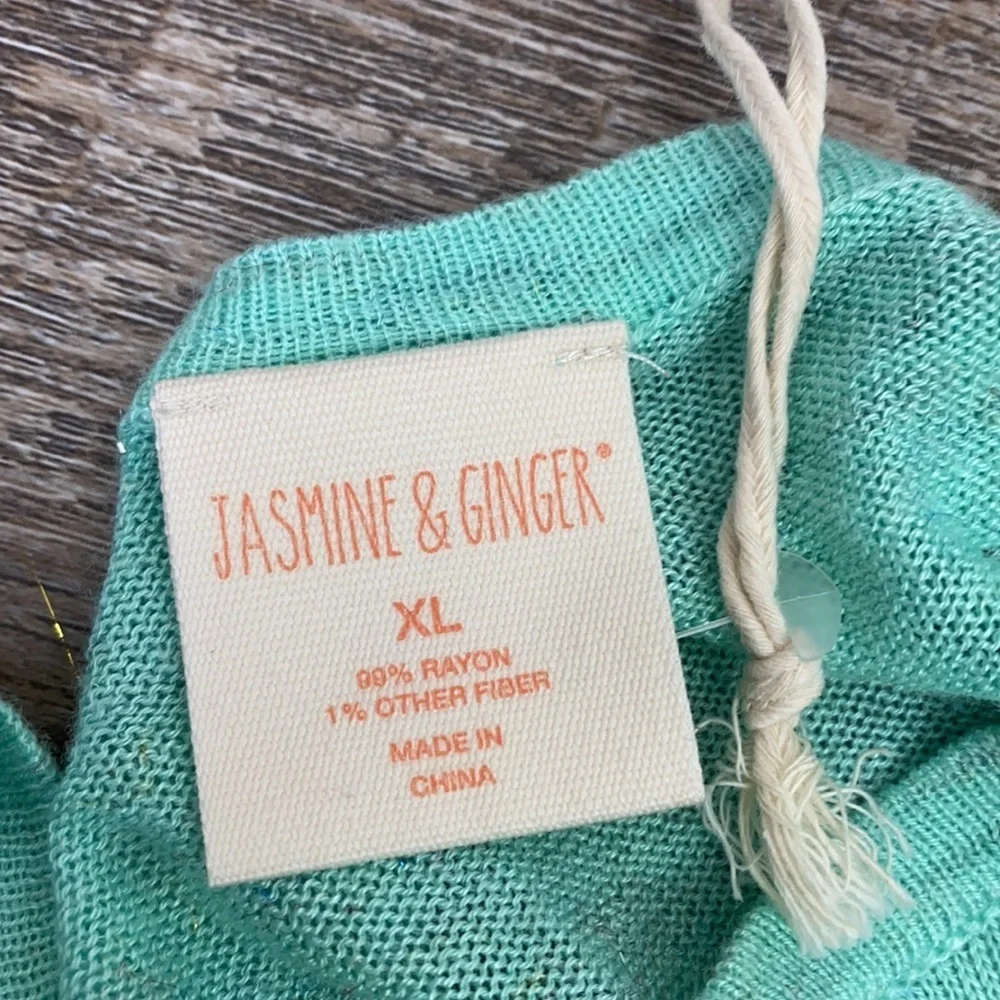 JASMINE & GINGER®
XL
99% RAYON
1% OTHER FIBER
MADE IN
CHINA